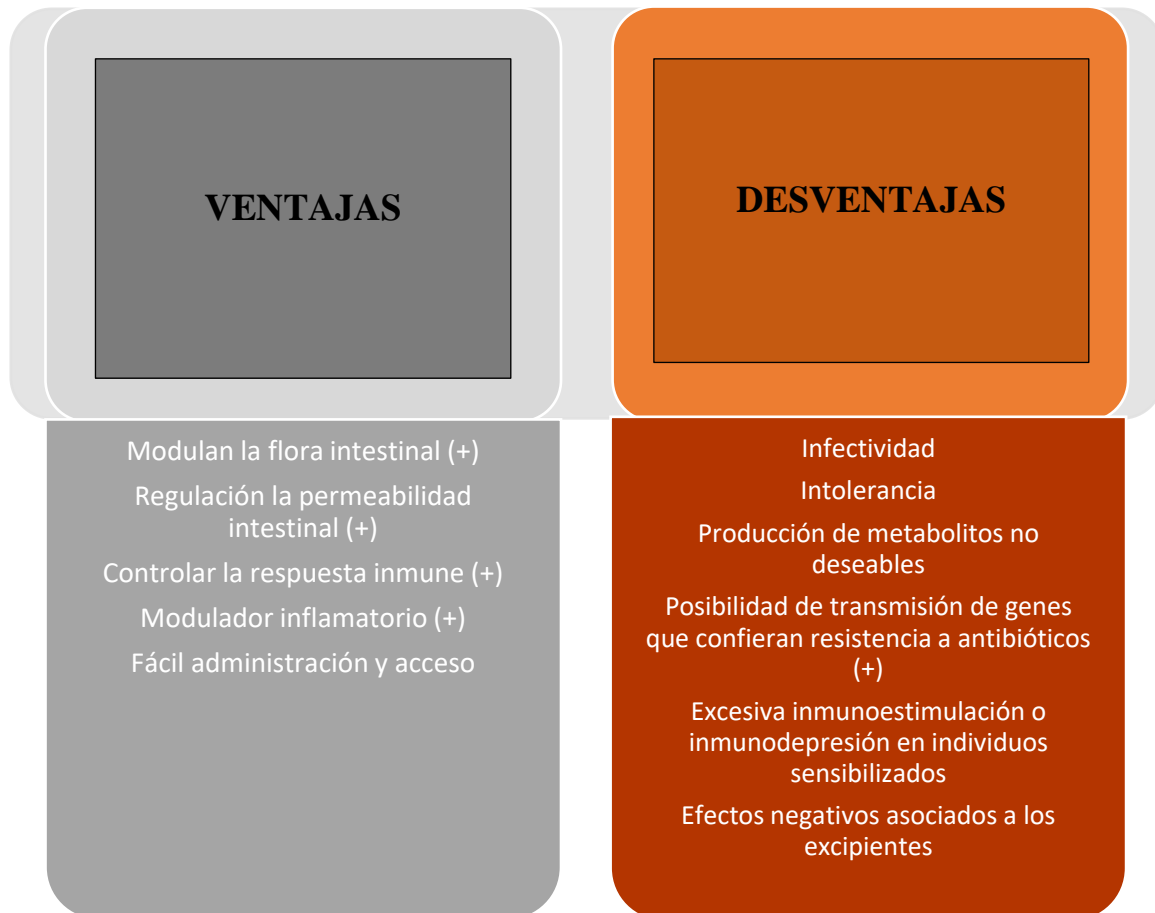 VENTAJAS
Modulan la flora intestinal (+)
Regulación la permeabilidad
intestinal (+)
Controlar la respuesta inmune (+)
Modulador inflamatorio (+)
Fácil administración y acceso
DESVENTAJAS
Infectividad
Intolerancia
Producción de metabolitos no
deseables
Posibilidad de transmisión de genes
que confieran resistencia a antibióticos
(+)
Excesiva inmunoestimulación o
inmunodepresión en individuos
sensibilizados
Efectos negativos asociados a los
excipientes